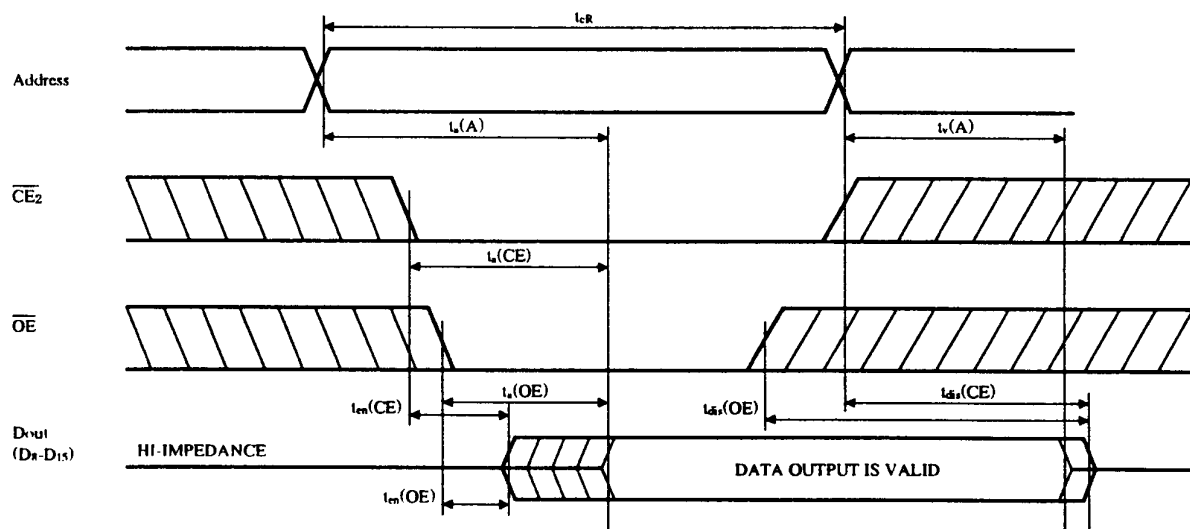 tcR
Address
ta(A)
tv(A)
CE2
ta(CE)
OE
ten(CE)
ta(OE)
tdis(OE)
tdis(CE)
Dout
(D8-D15)
HI-IMPEDANCE
DATA OUTPUT IS VALID
ten(OE)